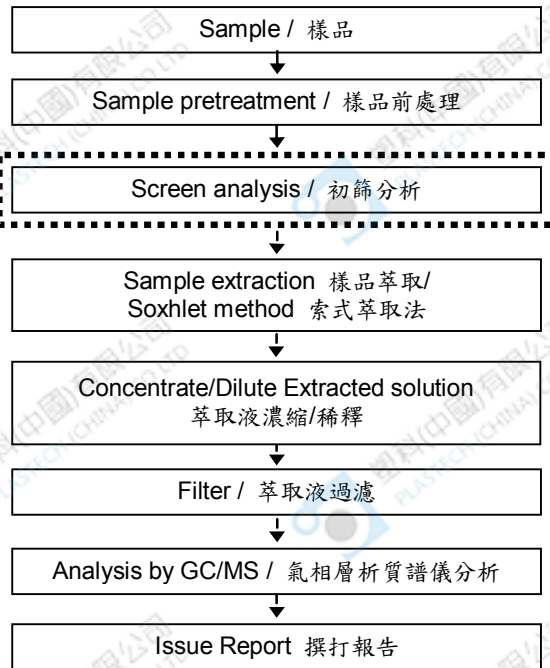 Sample / 樣品
Sample pretreatment / 樣品前處理
Screen analysis / 初篩分析
Sample extraction 樣品萃取/
Soxhlet method 索式萃取法
Concentrate/Dilute Extracted solution
萃取液濃縮/稀釋
Filter / 萃取液過濾
Analysis by GC/MS / 氣相層析質譜儀分析
Issue Report 撰打報告